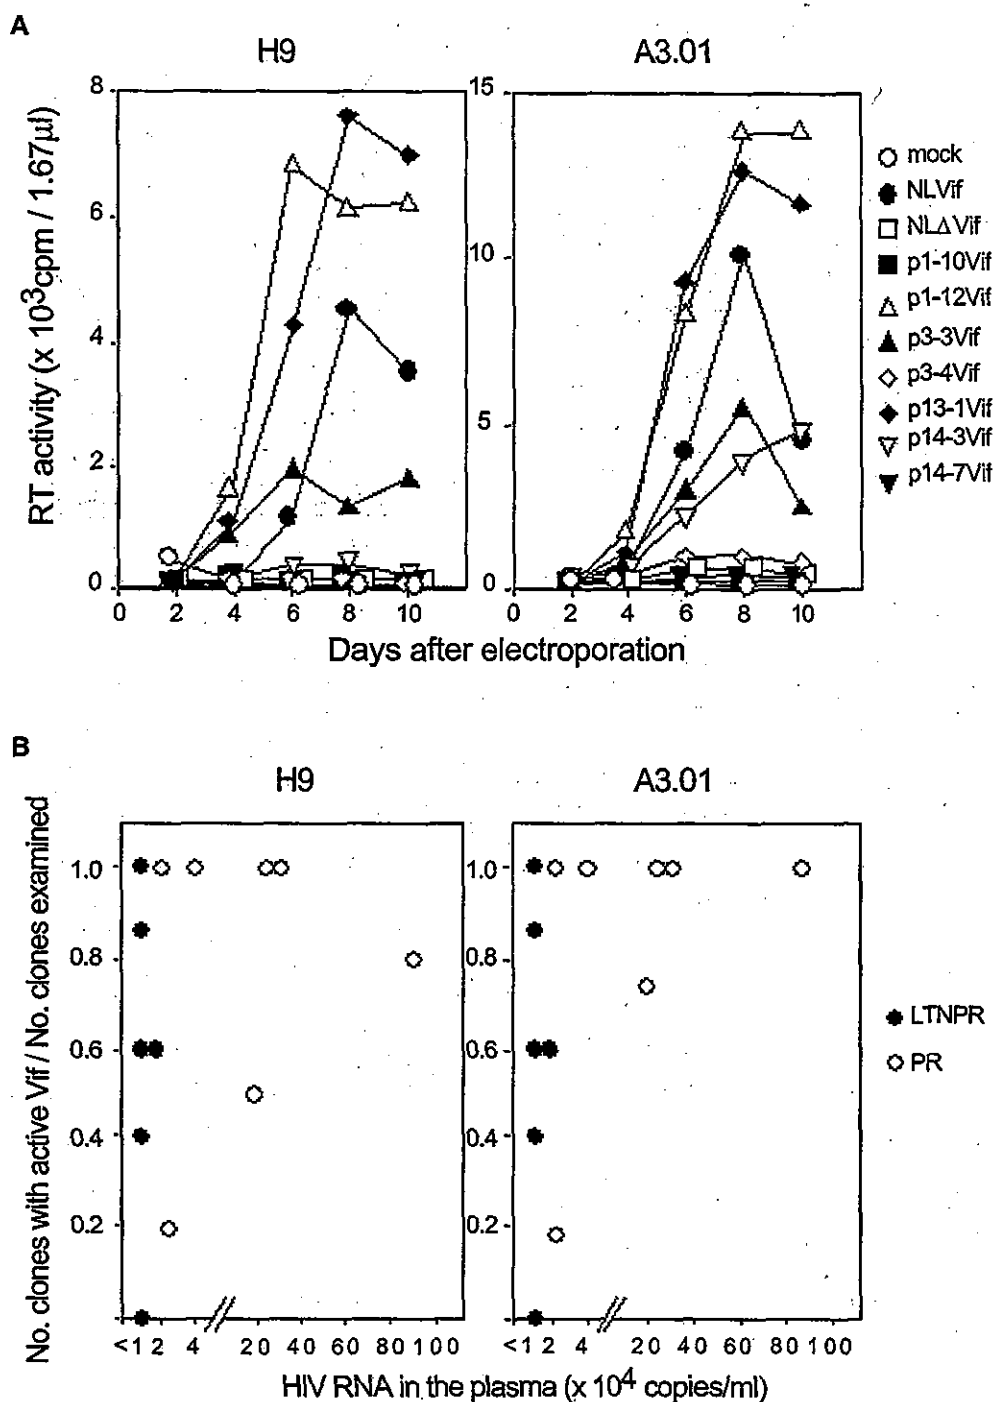 A
H9
A3.01
RT activity (x 10³cpm / 1.67µl)
8
6
4
2
0
0 2 4 6 8 10
15
10
5
0
0 2 4 6 8 10
Days after electroporation
mock
NLVif
NLΔVif
p1-10Vif
p1-12Vif
p3-3Vif
p3-4Vif
p13-1Vif
p14-3Vif
p14-7Vif
B
H9
A3.01
No. clones with active Vif / No. clones examined
1.0
0.8
0.6
0.4
0.2
<1 2 4 20 40 60 80 100
1.0
0.8
0.6
0.4
0.2
<1 2 4 20 40 60 80 100
HIV RNA in the plasma (x 10⁴ copies/ml)
LTNPR
PR